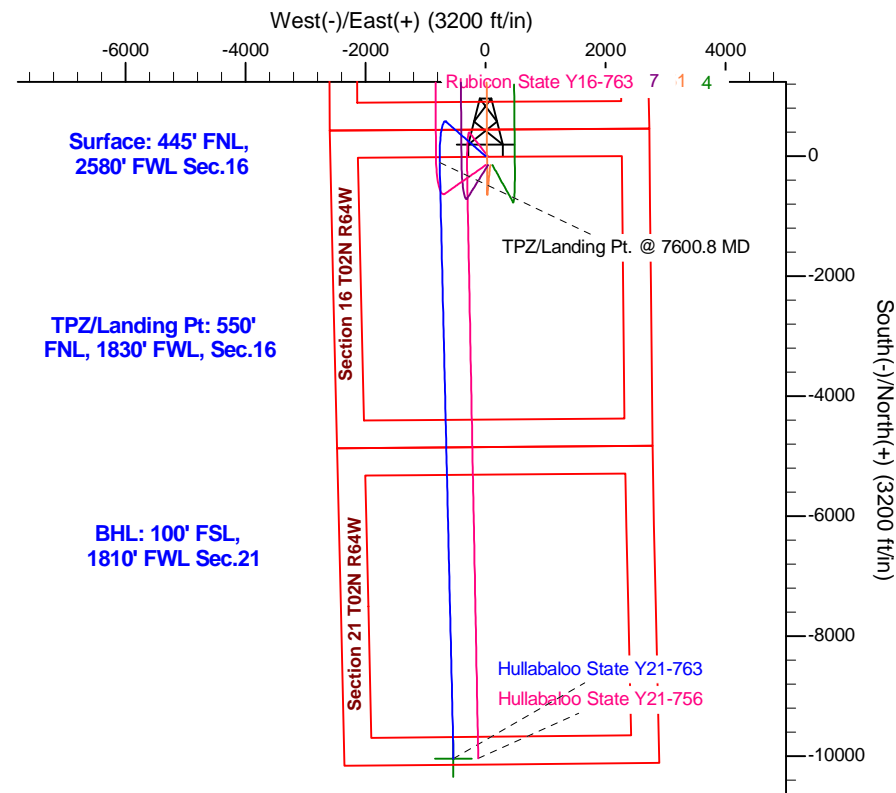 West(-)/East(+) (3200 ft/in)
-6000 -4000 -2000 0 2000 4000
Rubicon State Y16-763 7 1 4
Surface: 445' FNL,
2580' FWL Sec.16
0
TPZ/Landing Pt. @ 7600.8 MD
Section 16 T02N R64W
-2000
TPZ/Landing Pt: 550'
FNL, 1830' FWL, Sec.16
South(-)/North(+) (3200 ft/in)
-4000
BHL: 100' FSL,
1810' FWL Sec.21
Section 21 T02N R64W
-6000
-8000
Hullabaloo State Y21-763
Hullabaloo State Y21-756
-10000